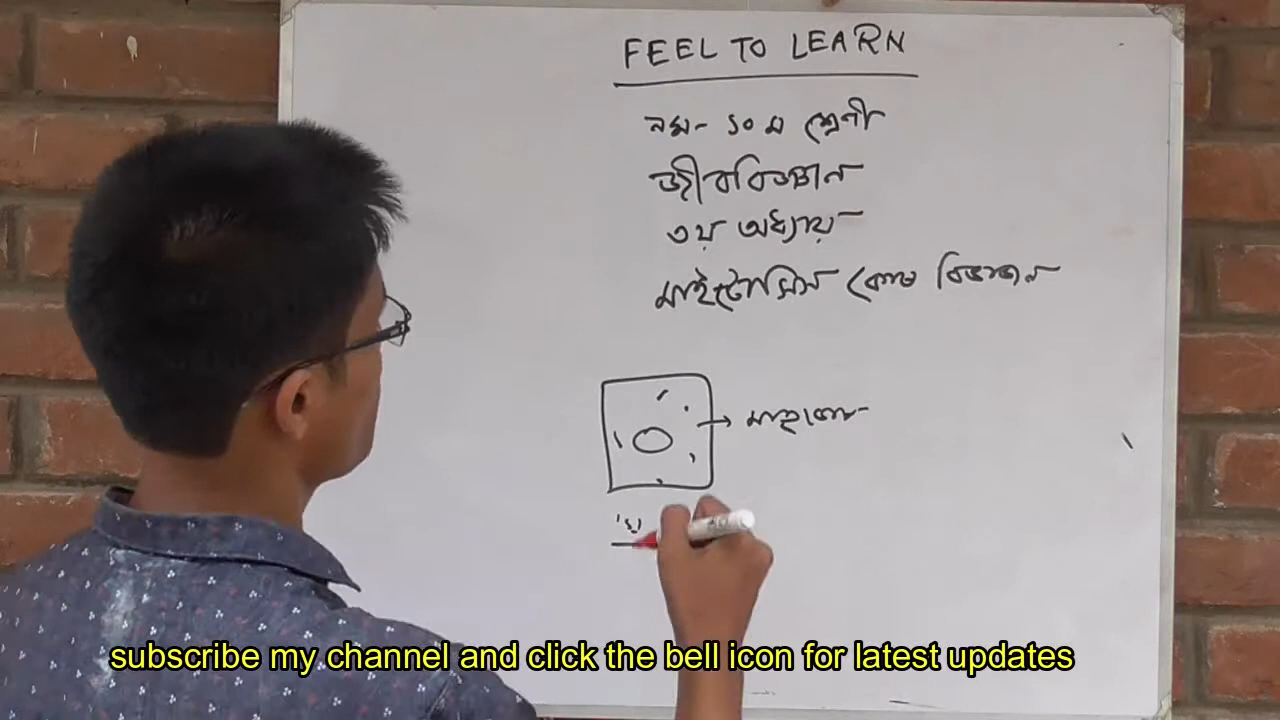 FEEL TO LEARN
নবম- ১০ম শ্রেণী
জীববিজ্ঞান
৩য় অধ্যায়
মাইটোসিস কোষ বিভাজন
মাতৃকোষ
subscribe my channel and click the bell icon for latest updates